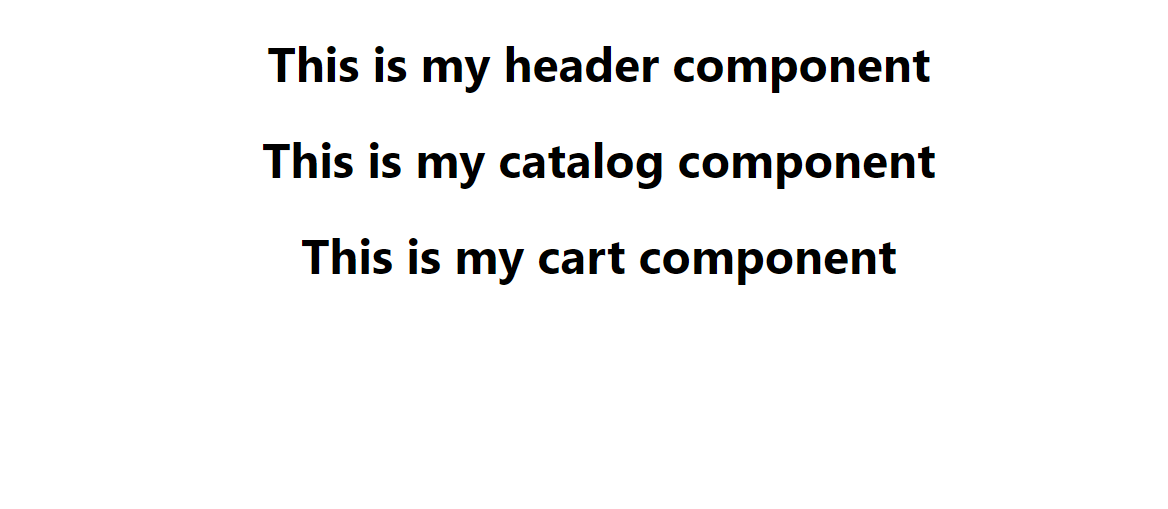 This is my header component
This is my catalog component
This is my cart component